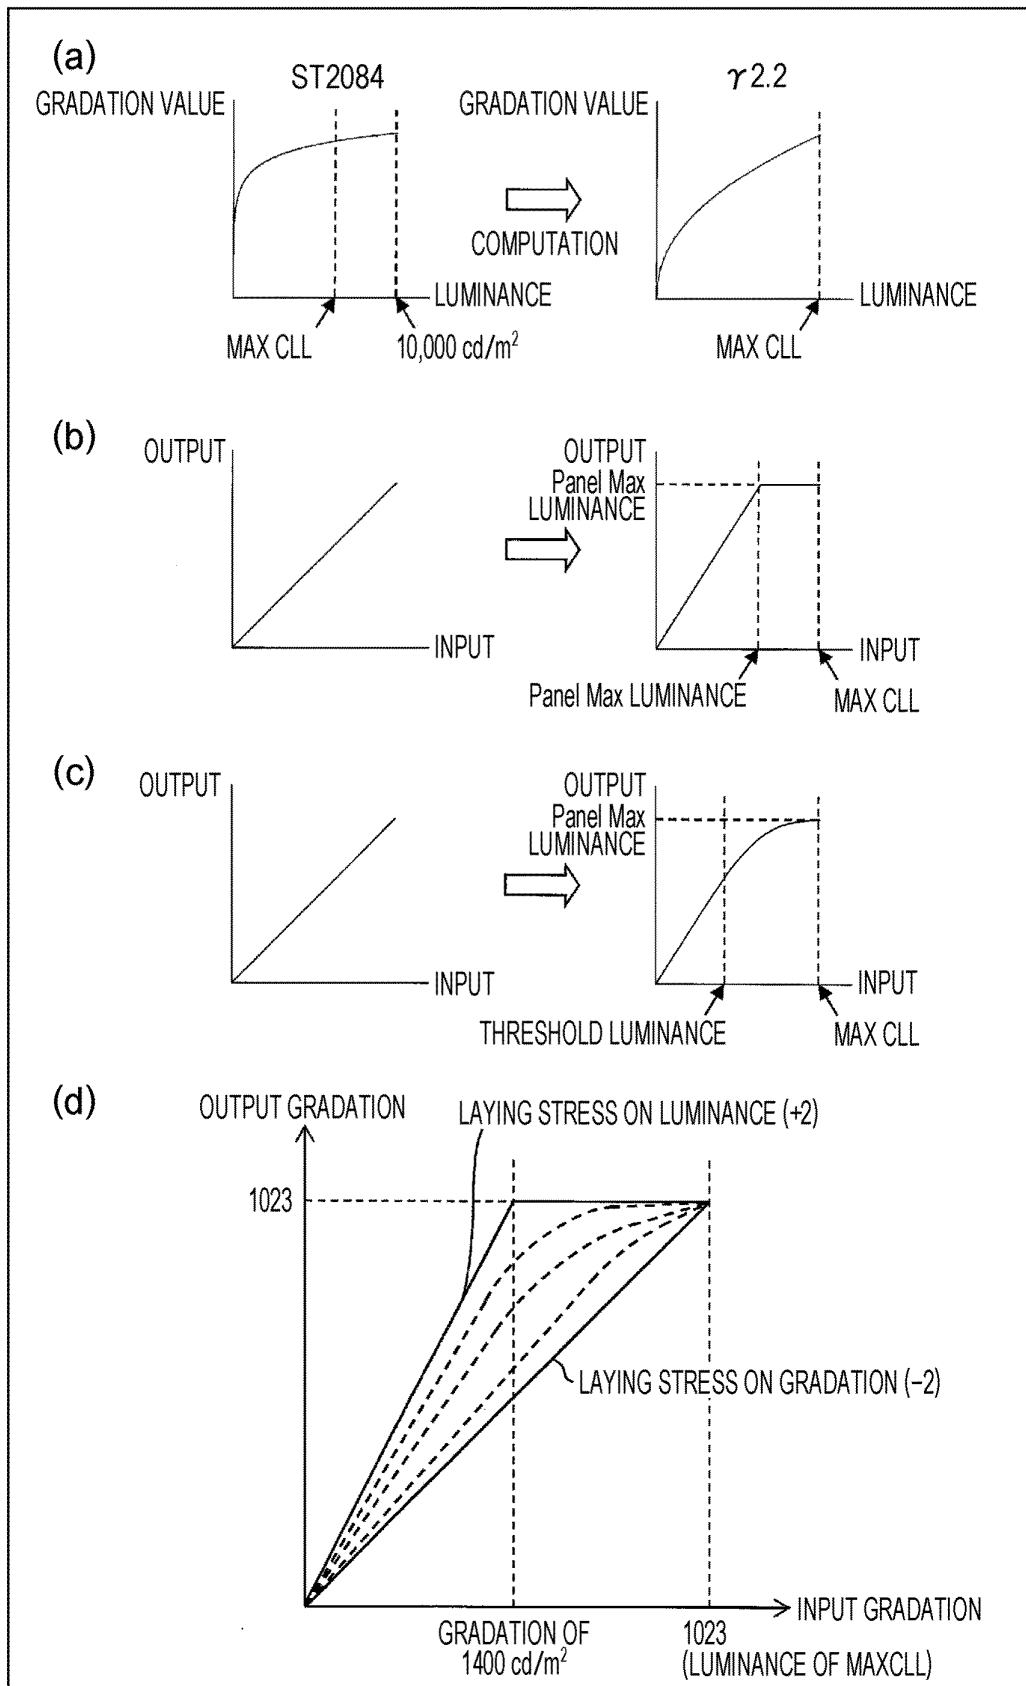 (a)
ST2084
GRADATION VALUE
LUMINANCE
MAX CLL
10,000 cd/m²
COMPUTATION
γ2.2
GRADATION VALUE
LUMINANCE
MAX CLL
(b)
OUTPUT
INPUT
OUTPUT
Panel Max
LUMINANCE
INPUT
Panel Max LUMINANCE
MAX CLL
(c)
OUTPUT
INPUT
OUTPUT
Panel Max
LUMINANCE
INPUT
THRESHOLD LUMINANCE
MAX CLL
(d)
OUTPUT GRADATION
LAYING STRESS ON LUMINANCE (+2)
1023
LAYING STRESS ON GRADATION (−2)
INPUT GRADATION
GRADATION OF
1400 cd/m²
1023
(LUMINANCE OF MAXCLL)